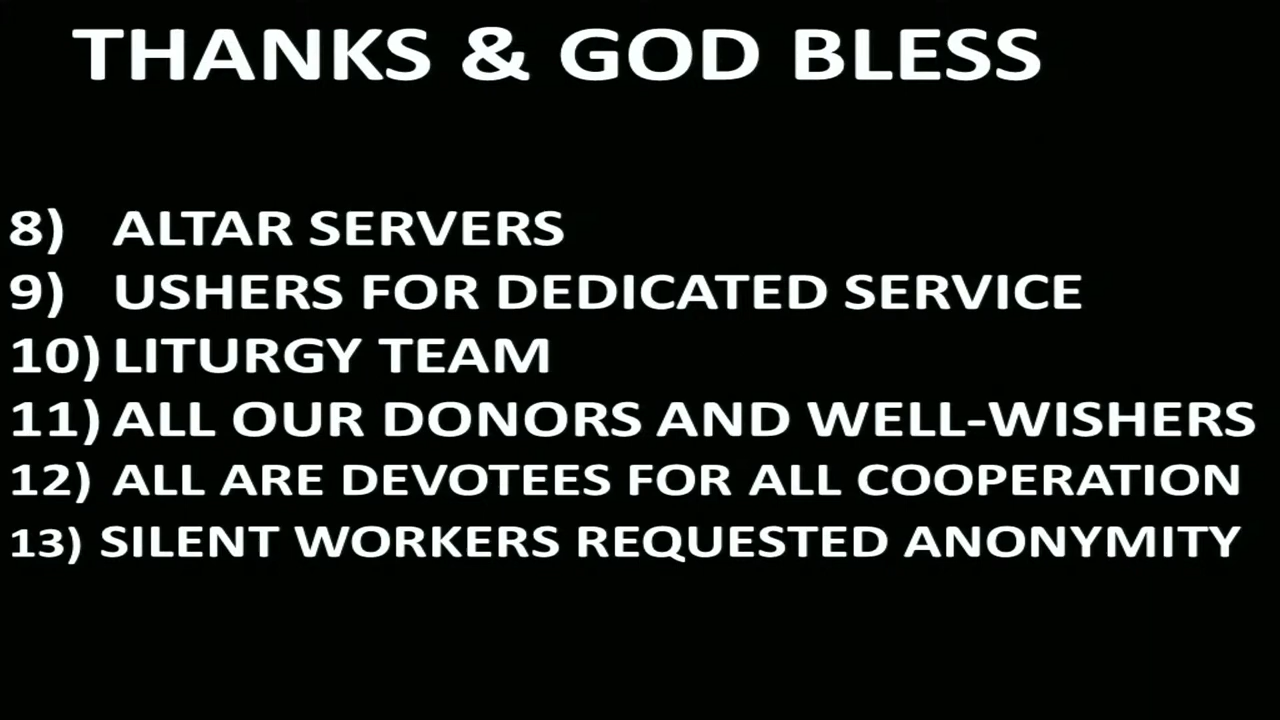 THANKS & GOD BLESS
8) ALTAR SERVERS
9) USHERS FOR DEDICATED SERVICE
10) LITURGY TEAM
11) ALL OUR DONORS AND WELL-WISHERS
12) ALL ARE DEVOTEES FOR ALL COOPERATION
13) SILENT WORKERS REQUESTED ANONYMITY